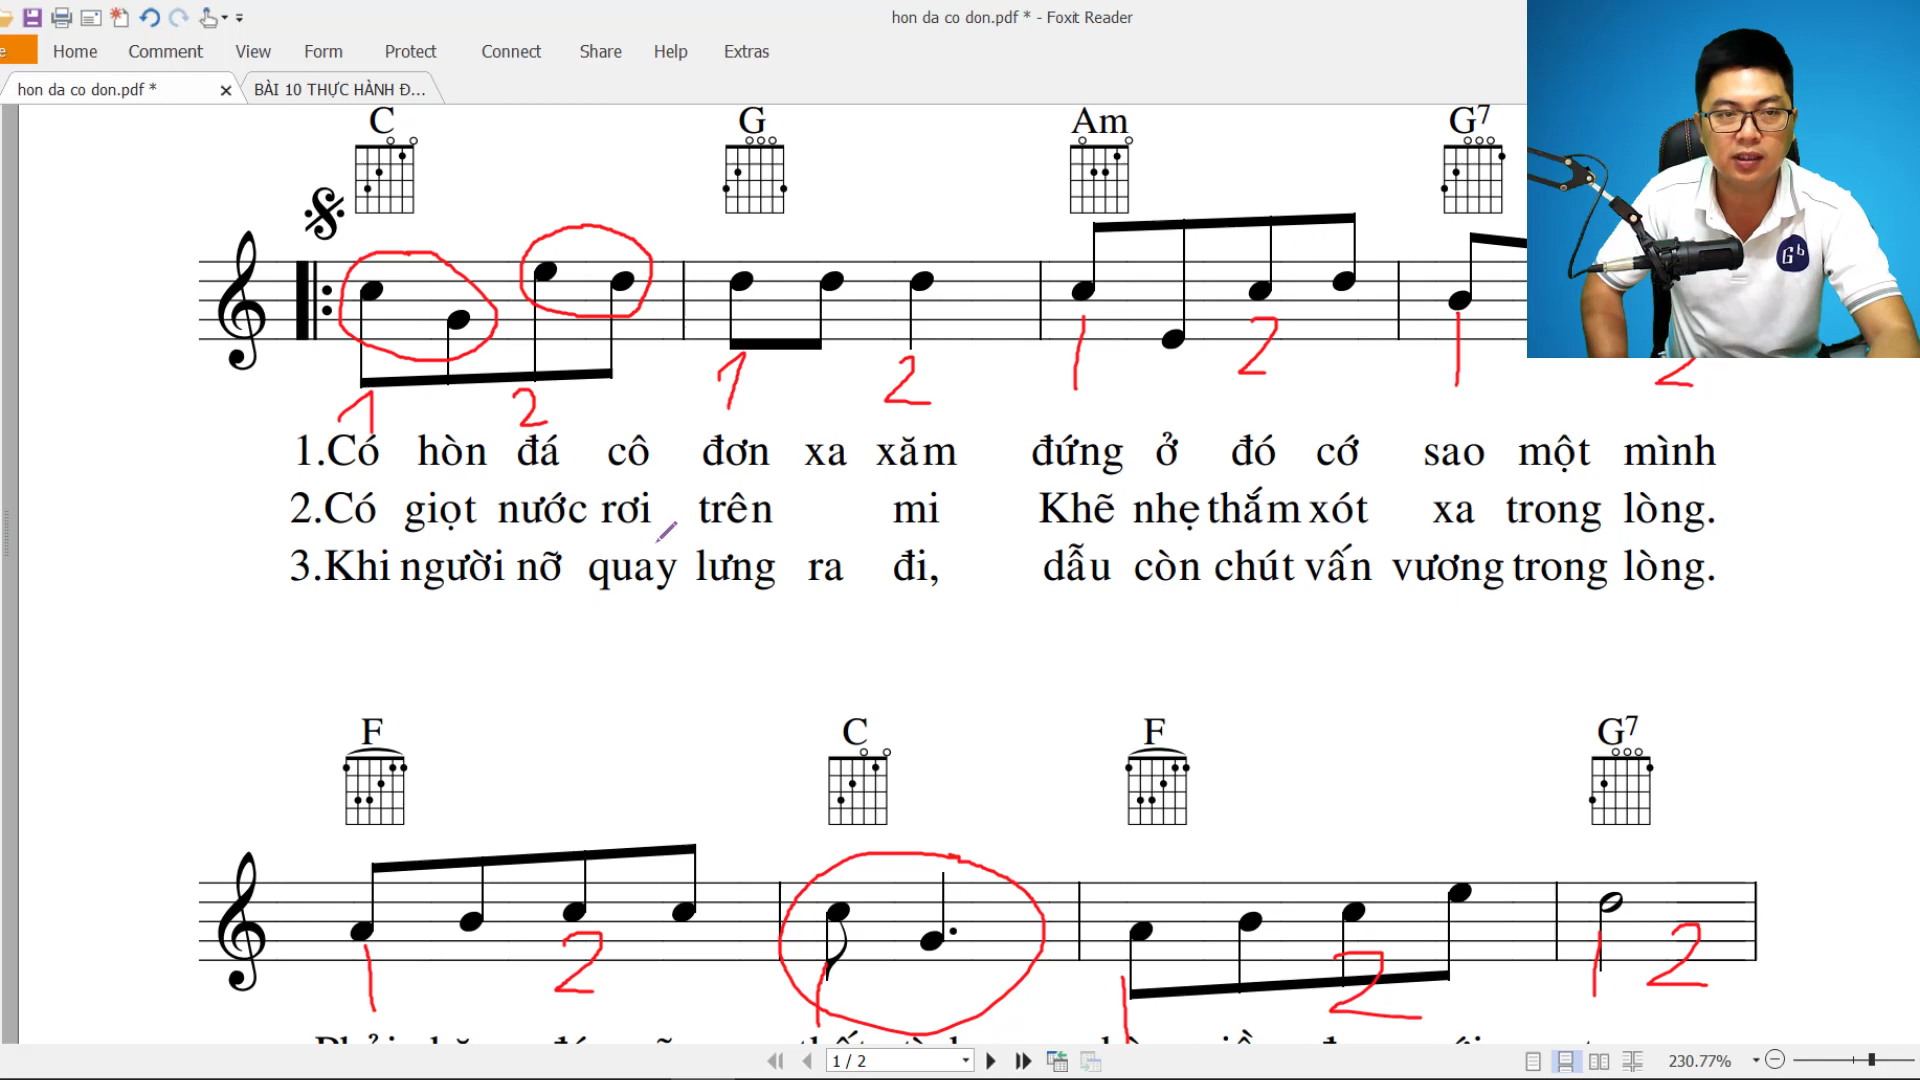 hon da co don.pdf * - Foxit Reader
Home Comment View Form Protect Connect Share Help Extras
hon da co don.pdf * BÀI 10 THỰC HÀNH Đ...
C G Am G7
Gb
1 2 1 2 1 2 1 2
1.Có hòn đá cô đơn xa xăm đứng ở đó cớ sao một mình
2.Có giọt nước rơi trên mi Khẽ nhẹ thắm xót xa trong lòng.
3.Khi người nỡ quay lưng ra đi, dẫu còn chút vấn vương trong lòng.
F C F G7
1 2 1 1 2 1 2
1 / 2 230.77%